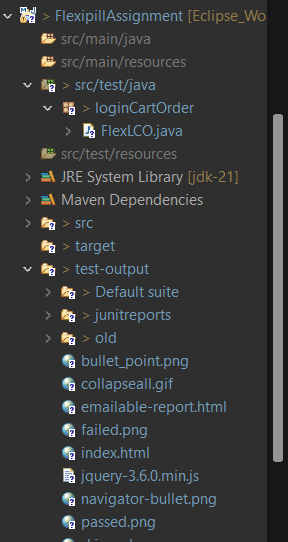 > FlexipillAssignment [Eclipse_Wo
src/main/java
src/main/resources
> src/test/java
> loginCartOrder
FlexLCO.java
src/test/resources
JRE System Library [jdk-21]
Maven Dependencies
> src
> target
> test-output
> Default suite
> junitreports
> old
bullet_point.png
collapseall.gif
emailable-report.html
failed.png
index.html
jquery-3.6.0.min.js
navigator-bullet.png
passed.png